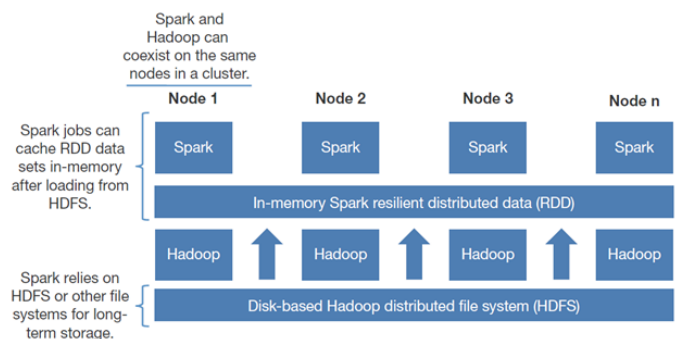 Spark and
Hadoop can
coexist on the same
nodes in a cluster.
Node 1
Node 2
Node 3
Node n
Spark jobs can
cache RDD data
sets in-memory
after loading from
HDFS.
Spark
Spark
Spark
Spark
In-memory Spark resilient distributed data (RDD)
Hadoop
Hadoop
Hadoop
Hadoop
Spark relies on
HDFS or other file
systems for long-
term storage.
Disk-based Hadoop distributed file system (HDFS)